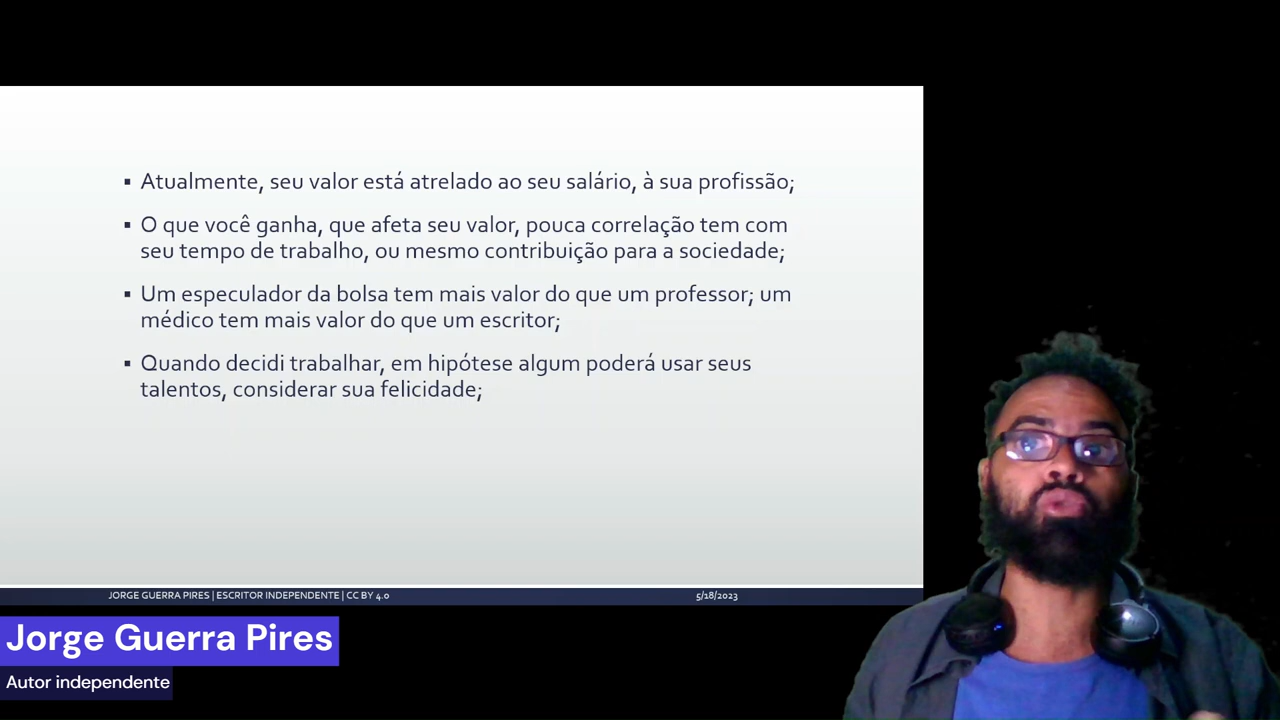 ▪ Atualmente, seu valor está atrelado ao seu salário, à sua profissão;
▪ O que você ganha, que afeta seu valor, pouca correlação tem com
seu tempo de trabalho, ou mesmo contribuição para a sociedade;
▪ Um especulador da bolsa tem mais valor do que um professor; um
médico tem mais valor do que um escritor;
▪ Quando decidi trabalhar, em hipótese algum poderá usar seus
talentos, considerar sua felicidade;
JORGE GUERRA PIRES | ESCRITOR INDEPENDENTE | CC BY 4.0
5/18/2023
Jorge Guerra Pires
Autor independente